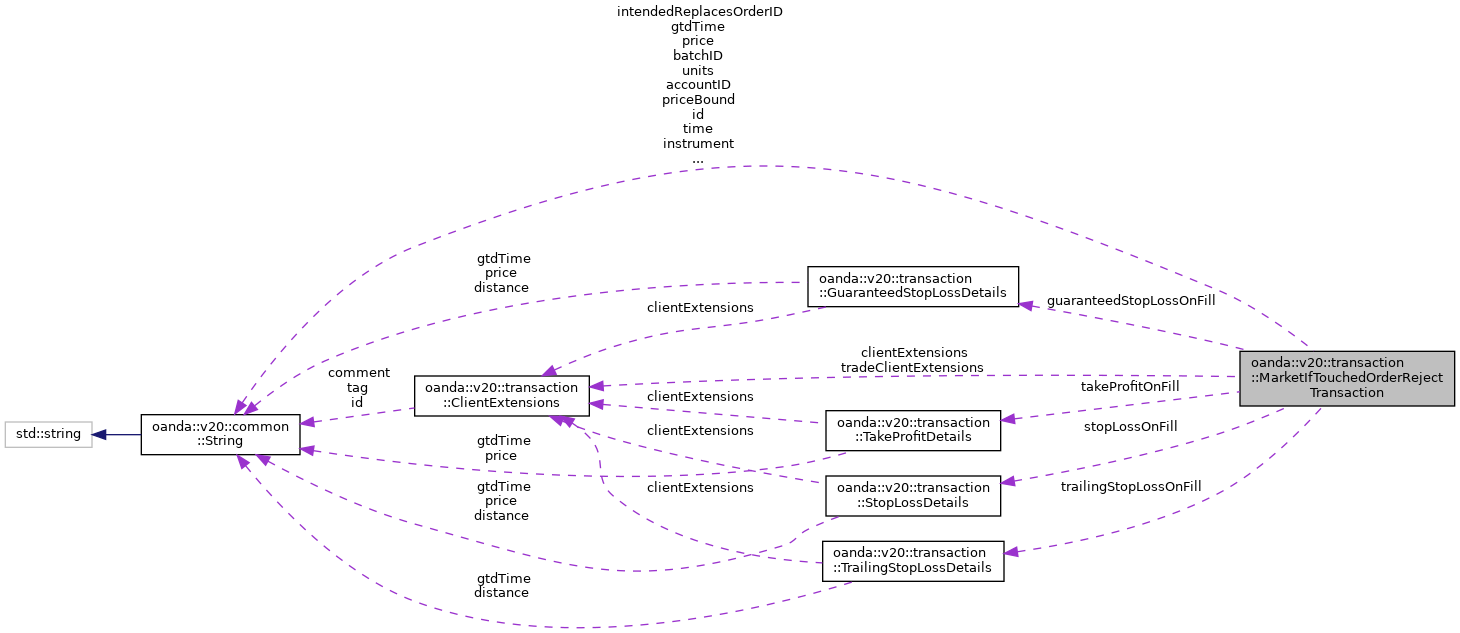 intendedReplacesOrderID
gtdTime
price
batchID
units
accountID
priceBound
id
time
instrument
...
gtdTime
price
distance
oanda::v20::transaction
::GuaranteedStopLossDetails
guaranteedStopLossOnFill
clientExtensions
clientExtensions
tradeClientExtensions
oanda::v20::transaction
::MarketIfTouchedOrderReject
Transaction
comment
tag
id
oanda::v20::transaction
::ClientExtensions
clientExtensions
takeProfitOnFill
std::string
oanda::v20::common
::String
clientExtensions
oanda::v20::transaction
::TakeProfitDetails
stopLossOnFill
gtdTime
price
clientExtensions
oanda::v20::transaction
::StopLossDetails
trailingStopLossOnFill
gtdTime
price
distance
oanda::v20::transaction
::TrailingStopLossDetails
gtdTime
distance